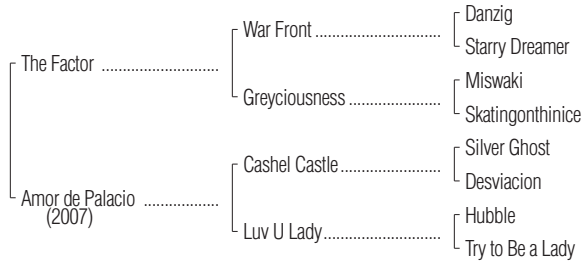 Danzig
War Front ................................
Starry Dreamer
The Factor ..............................
Miswaki
Greyciousness ........................
Skatingonthinice
Silver Ghost
Cashel Castle..........................
Desviacion
Amor de Palacio ...................
(2007)
Hubble
Luv U Lady..............................
Try to Be a Lady